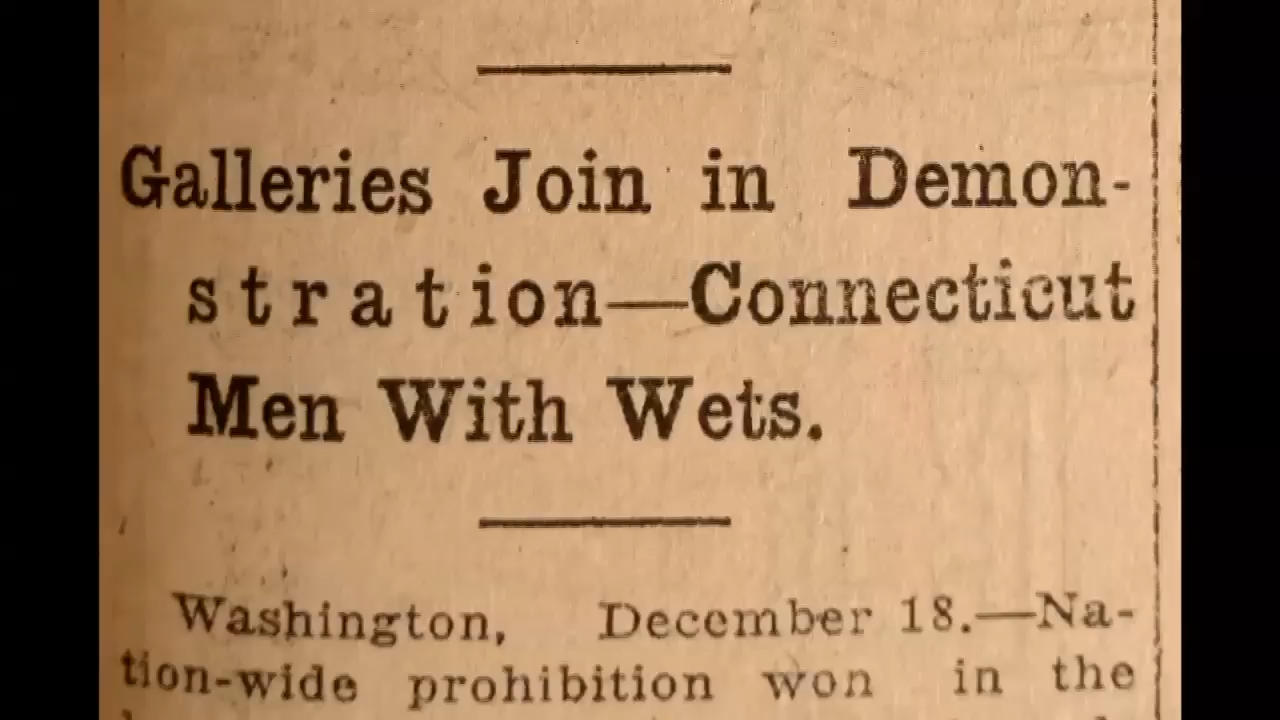 Galleries Join in Demon-
stration—Connecticut
Men With Wets.
Washington, December 18.—Na-
tion-wide prohibition won in the